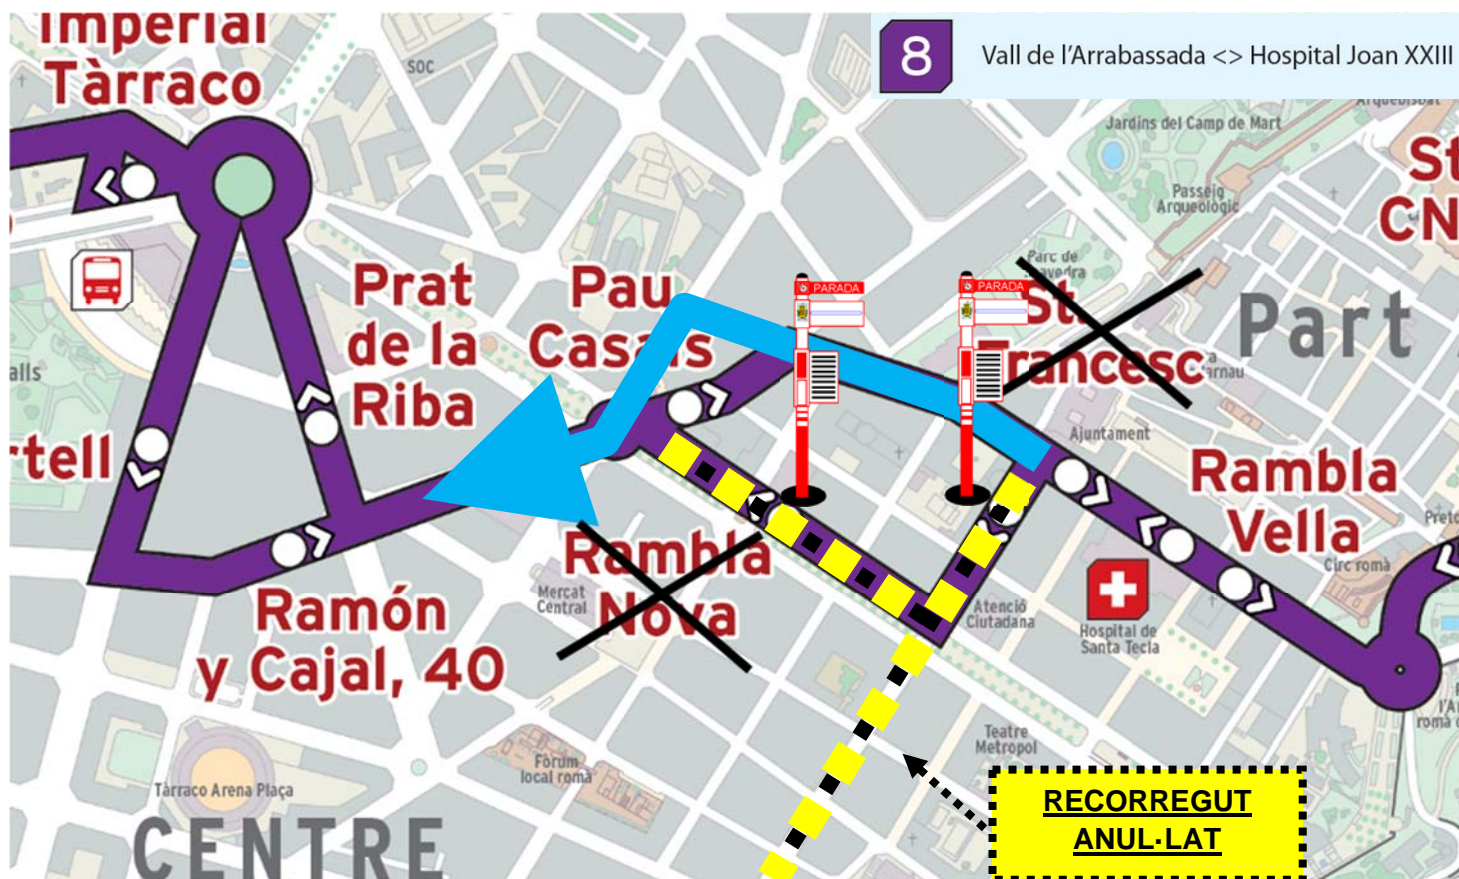 Imperial
Tàrraco
SOC
8
Vall de l'Arrabassada <> Hospital Joan XXIII
Jardins del Camp de Mart
Passeig
Arqueològic
St
CN
Parc de
Prat
de la
Riba
Pau
Casals
PARADA
PARADA
St.
Francesc
Part
alls
rtell
Ajuntament
Rambla
Vella
Circ romà
Rambla
Nova
Mercat
Central
Atenció
Ciutadana
Hospital de
Santa Tecla
Ramón
y Cajal, 40
Teatre
Metropol
Fòrum
local romà
Tàrraco Arena Plaça
CENTRE
RECORREGUT
ANUL·LAT